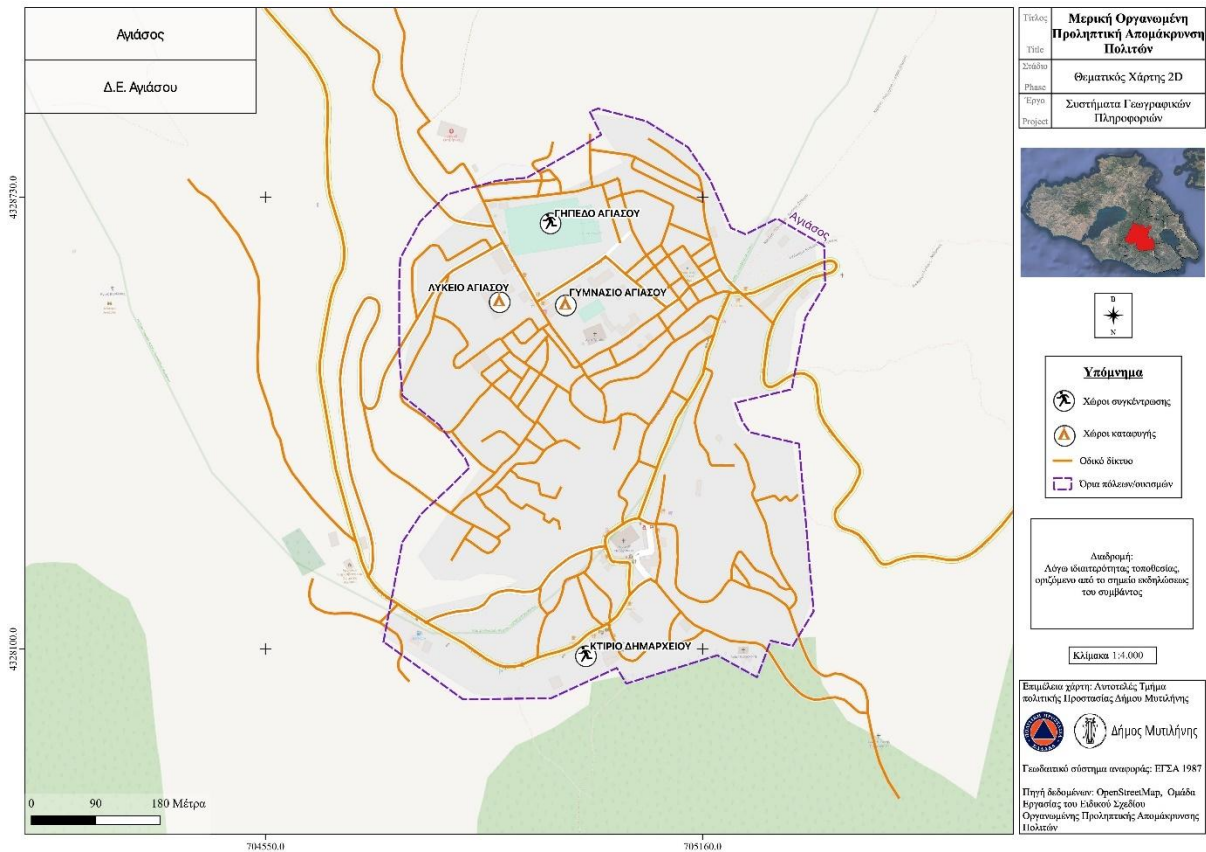 Αγιάσος
Δ.Ε. Αγιάσου
ΓΗΠΕΔΟ ΑΓΙΑΣΟΥ
Αγιάσος
ΛΥΚΕΙΟ ΑΓΙΑΣΟΥ
ΓΥΜΝΑΣΙΟ ΑΓΙΑΣΟΥ
ΚΤΙΡΙΟ ΔΗΜΑΡΧΕΙΟΥ
4328730.0
4328100.0
704550.0
705160.0
0 90 180 Μέτρα
Τίτλος
Title
Μερική Οργανωμένη
Προληπτική Απομάκρυνση
Πολιτών
Στάδιο
Phase
Θεματικός Χάρτης 2D
Έργο
Project
Συστήματα Γεωγραφικών
Πληροφοριών
Β
Ν
Υπόμνημα
Χώροι συγκέντρωσης
Χώροι καταφυγής
Οδικό δίκτυο
Όρια πόλεων/οικισμών
Διαδρομή:
Λόγω ιδιαιτερότητας τοποθεσίας,
οριζόμενο από το σημείο εκδηλώσεως
του συμβάντος
Κλίμακα 1:4.000
Επιμέλεια χάρτη: Αυτοτελές Τμήμα
πολιτικής Προστασίας Δήμου Μυτιλήνης
Δήμος Μυτιλήνης
Γεωδαιτικό σύστημα αναφοράς: ΕΓΣΑ 1987
Πηγή δεδομένων: OpenStreetMap, Ομάδα
Εργασίας του Ειδικού Σχεδίου
Οργανωμένης Προληπτικής Απομάκρυνσης
Πολιτών